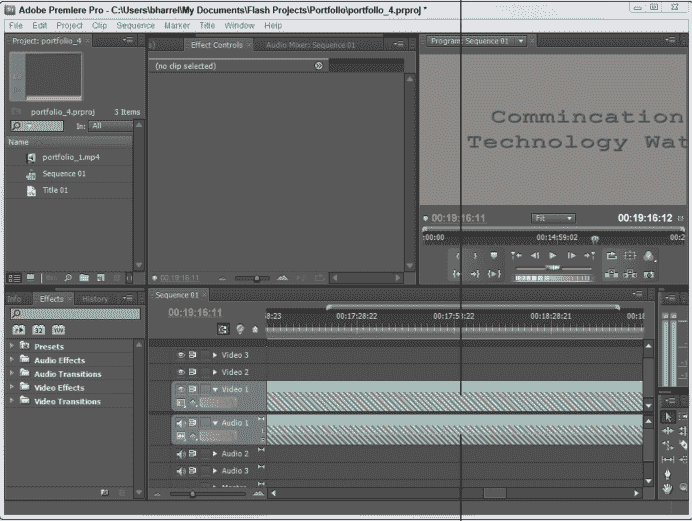 Adobe Premiere Pro - C:\Users\bharrel\My Documents\Flash Projects\Portfolio\portfolio_4.prproj *
File Edit Project Clip Sequence Marker Title Window Help
Project: portfolio_4
portfolio_4.prproj 3 Items
In: All
Name
portfolio_1.mp4
Sequence 01
Title 01
Effect Controls Audio Mixer: Sequence 01
(no clip selected)
00:19:16:11
Program: Sequence 01
Commincation
Technology Wat
00:19:16:11 Fit 00:19:16:12
:00:00 00:14:59:02 00:2
Info Effects History
Presets
Audio Effects
Audio Transitions
Video Effects
Video Transitions
Sequence 01
00:19:16:11
8:23 00:17:28:22 00:18:28:21
Video 3
Video 2
Video 1
Audio 1
Audio 2
Audio 3